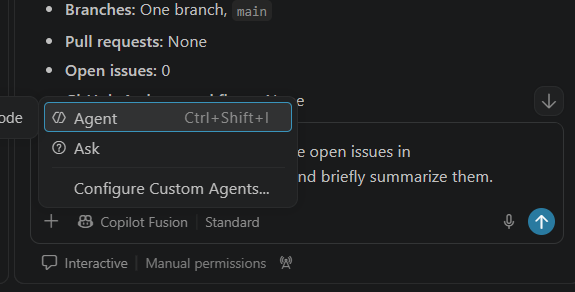 Branches: One branch, main
Pull requests: None
Open issues: 0
ode
Agent Ctrl+Shift+I
Ask
e open issues in
Configure Custom Agents...
nd briefly summarize them.
Copilot Fusion Standard
Interactive Manual permissions